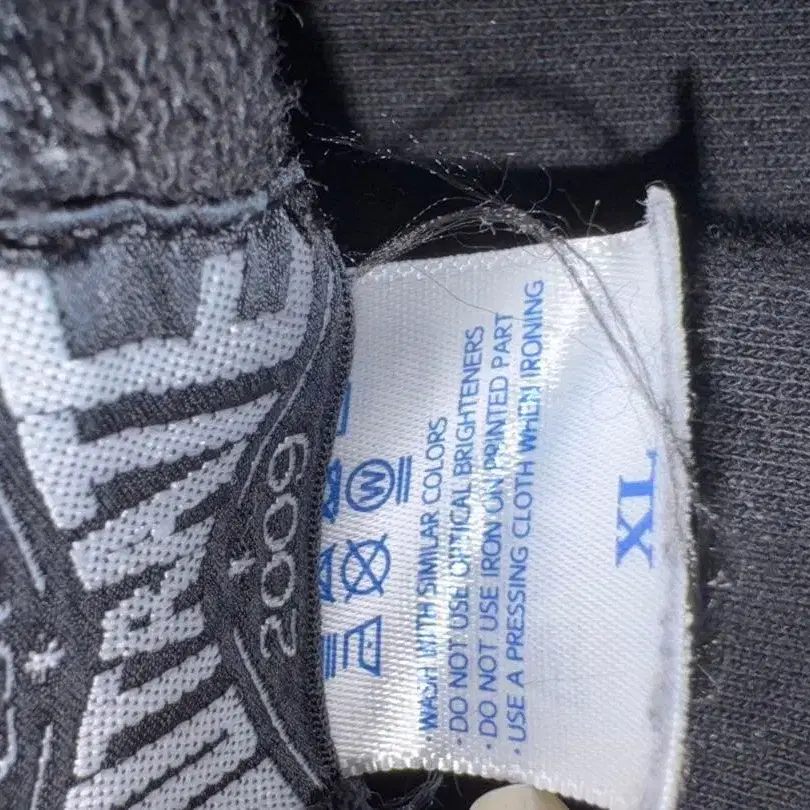 2009
W
· WASH WITH SIMILAR COLORS
· DO NOT USE OPTICAL BRIGHTENERS
· DO NOT USE IRON ON PRINTED PART
· USE A PRESSING CLOTH WHEN IRONING
XL